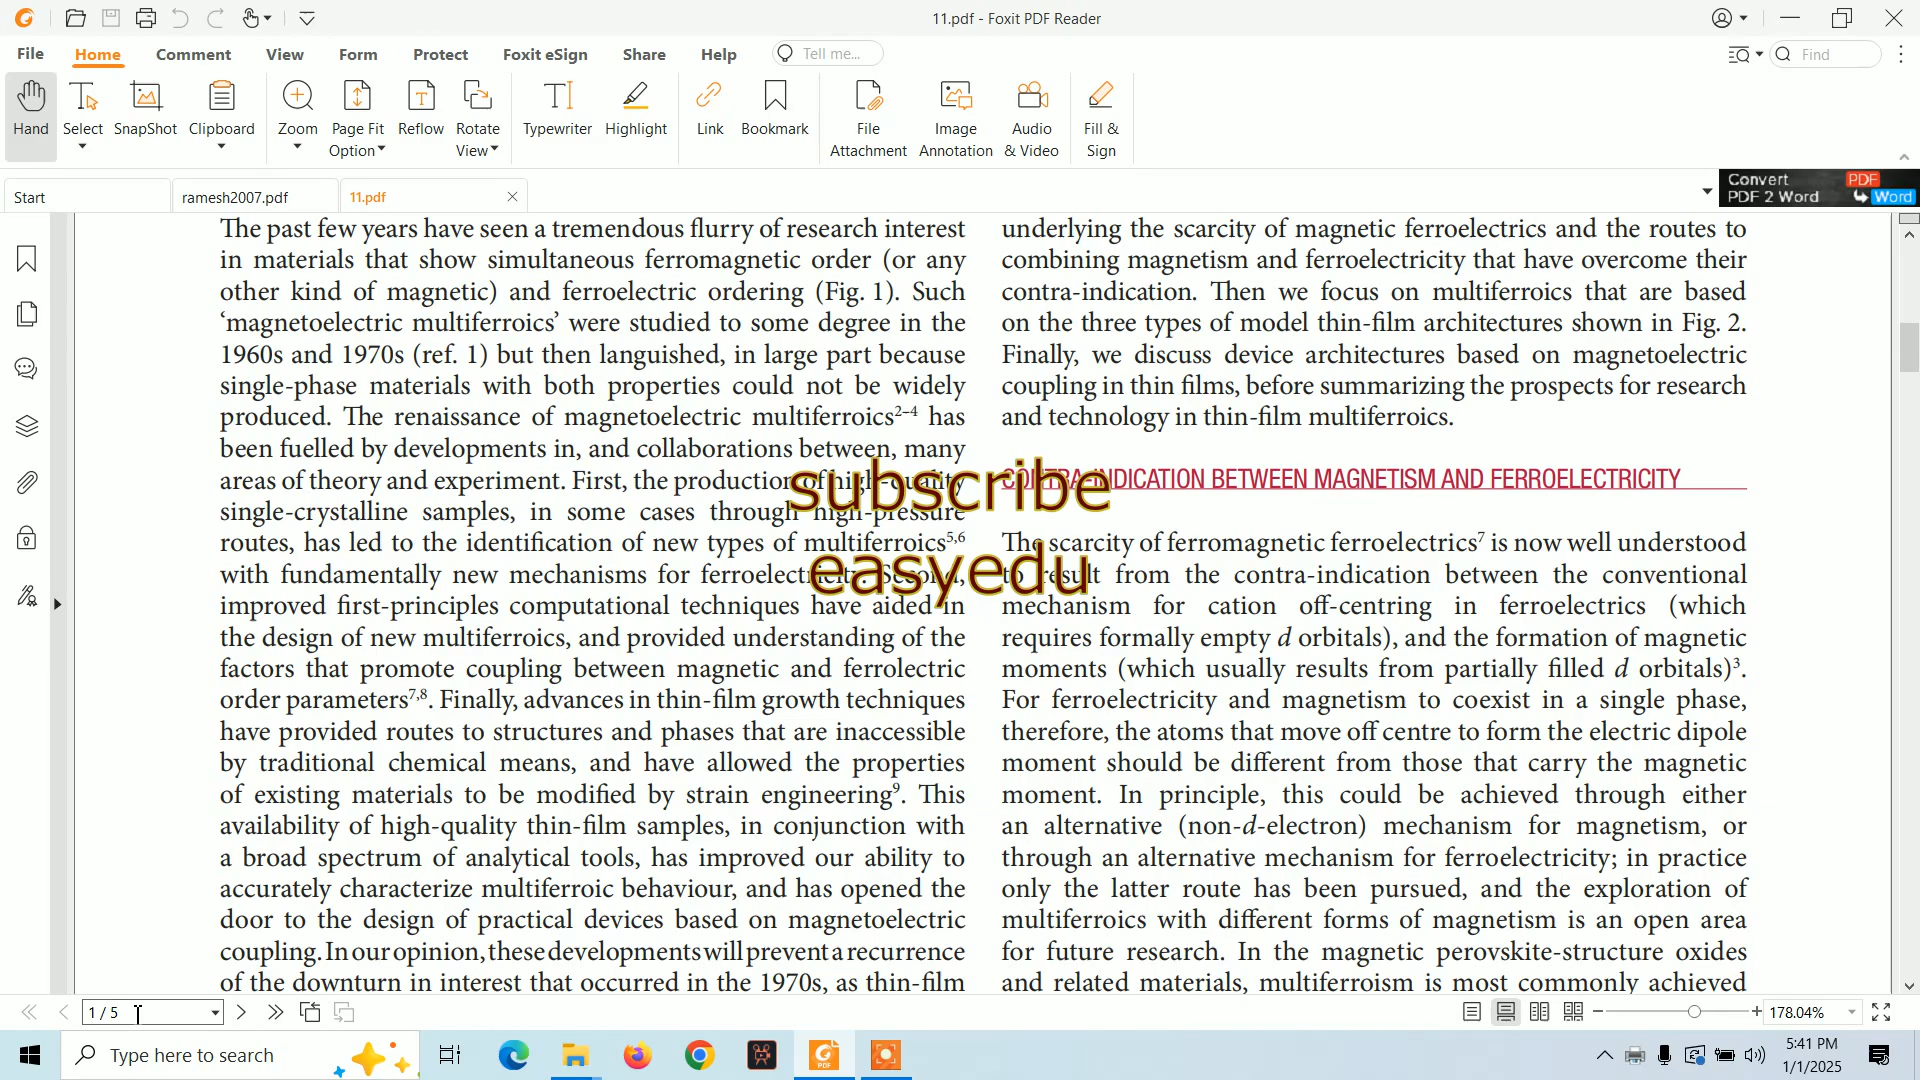 11.pdf - Foxit PDF Reader
File Home Comment View Form Protect Foxit eSign Share Help Tell me... Find
Hand Select SnapShot Clipboard Zoom Page Fit Option Reflow Rotate View Typewriter Highlight Link Bookmark File Attachment Image Annotation Audio & Video Fill & Sign
Start ramesh2007.pdf 11.pdf
Convert PDF
PDF 2 Word Word
The past few years have seen a tremendous flurry of research interest
in materials that show simultaneous ferromagnetic order (or any
other kind of magnetic) and ferroelectric ordering (Fig. 1). Such
‘magnetoelectric multiferroics’ were studied to some degree in the
1960s and 1970s (ref. 1) but then languished, in large part because
single-phase materials with both properties could not be widely
produced. The renaissance of magnetoelectric multiferroics2–4 has
been fuelled by developments in, and collaborations between, many
areas of theory and experiment. First, the production of high-quality
single-crystalline samples, in some cases through high-pressure
routes, has led to the identification of new types of multiferroics5,6
with fundamentally new mechanisms for ferroelectricity. Second,
improved first-principles computational techniques have aided in
the design of new multiferroics, and provided understanding of the
factors that promote coupling between magnetic and ferrolectric
order parameters7,8. Finally, advances in thin-film growth techniques
have provided routes to structures and phases that are inaccessible
by traditional chemical means, and have allowed the properties
of existing materials to be modified by strain engineering9. This
availability of high-quality thin-film samples, in conjunction with
a broad spectrum of analytical tools, has improved our ability to
accurately characterize multiferroic behaviour, and has opened the
door to the design of practical devices based on magnetoelectric
coupling. In our opinion, these developments will prevent a recurrence
of the downturn in interest that occurred in the 1970s, as thin-film
underlying the scarcity of magnetic ferroelectrics and the routes to
combining magnetism and ferroelectricity that have overcome their
contra-indication. Then we focus on multiferroics that are based
on the three types of model thin-film architectures shown in Fig. 2.
Finally, we discuss device architectures based on magnetoelectric
coupling in thin films, before summarizing the prospects for research
and technology in thin-film multiferroics.
CONTRA-INDICATION BETWEEN MAGNETISM AND FERROELECTRICITY
The scarcity of ferromagnetic ferroelectrics7 is now well understood
to result from the contra-indication between the conventional
mechanism for cation off-centring in ferroelectrics (which
requires formally empty d orbitals), and the formation of magnetic
moments (which usually results from partially filled d orbitals)3.
For ferroelectricity and magnetism to coexist in a single phase,
therefore, the atoms that move off centre to form the electric dipole
moment should be different from those that carry the magnetic
moment. In principle, this could be achieved through either
an alternative (non-d-electron) mechanism for magnetism, or
through an alternative mechanism for ferroelectricity; in practice
only the latter route has been pursued, and the exploration of
multiferroics with different forms of magnetism is an open area
for future research. In the magnetic perovskite-structure oxides
and related materials, multiferroism is most commonly achieved
subscribe
easyedu
1 / 5 178.04%
Type here to search
5:41 PM
1/1/2025